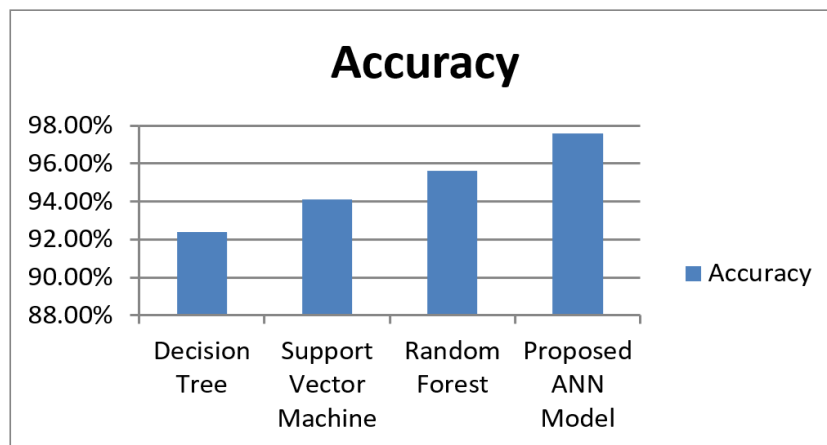 Accuracy
98.00%
96.00%
94.00%
92.00%
90.00%
88.00%
Decision
Tree
Support
Vector
Machine
Random
Forest
Proposed
ANN
Model
Accuracy